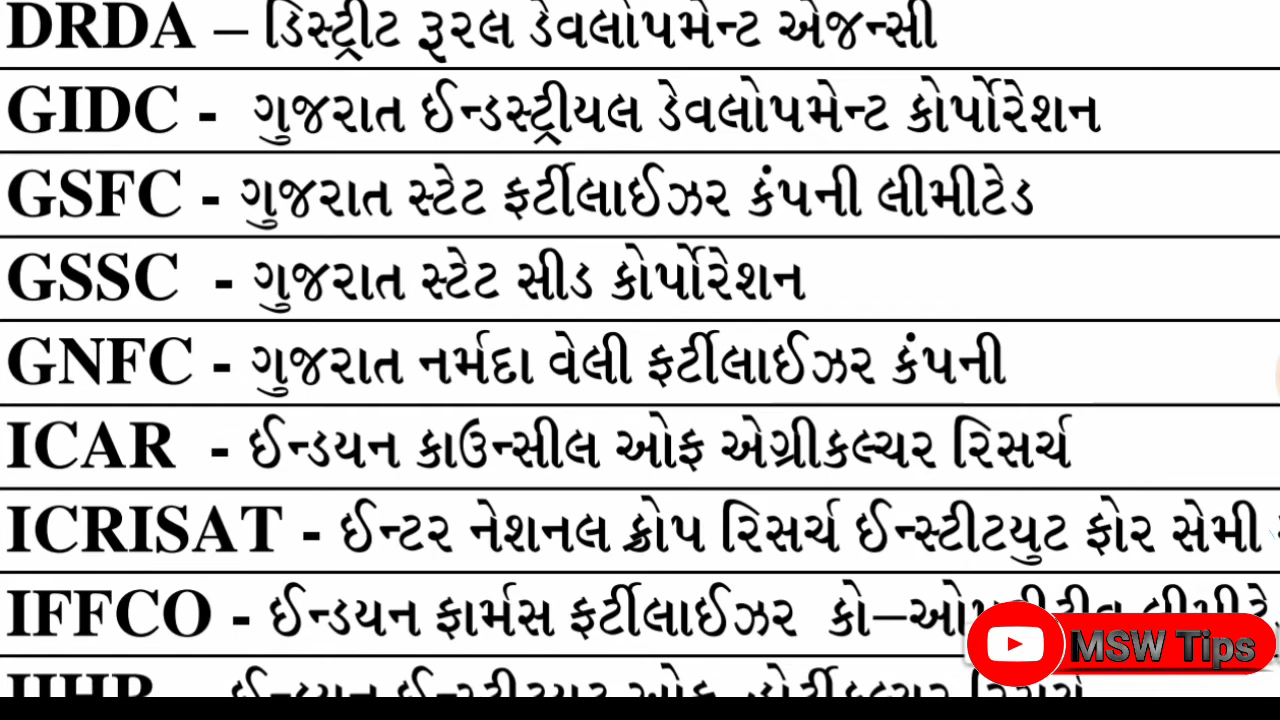 DRDA – ડિસ્ટ્રીટ રૂરલ ડેવલોપમેન્ટ એજન્સી
GIDC - ગુજરાત ઈન્ડસ્ટ્રીયલ ડેવલોપમેન્ટ કોર્પોરેશન
GSFC - ગુજરાત સ્ટેટ ફર્ટીલાઈઝર કંપની લીમીટેડ
GSSC - ગુજરાત સ્ટેટ સીડ કોર્પોરેશન
GNFC - ગુજરાત નર્મદા વેલી ફર્ટીલાઈઝર કંપની
ICAR - ઈન્ડયન કાઉન્સીલ ઓફ એગ્રીકલ્ચર રિસર્ચ
ICRISAT - ઈન્ટર નેશનલ ક્રોપ રિસર્ચ ઈન્સ્ટીટયુટ ફોર સેમી
IFFCO - ઈન્ડયન ફાર્મસ ફર્ટીલાઈઝર
MSW Tips